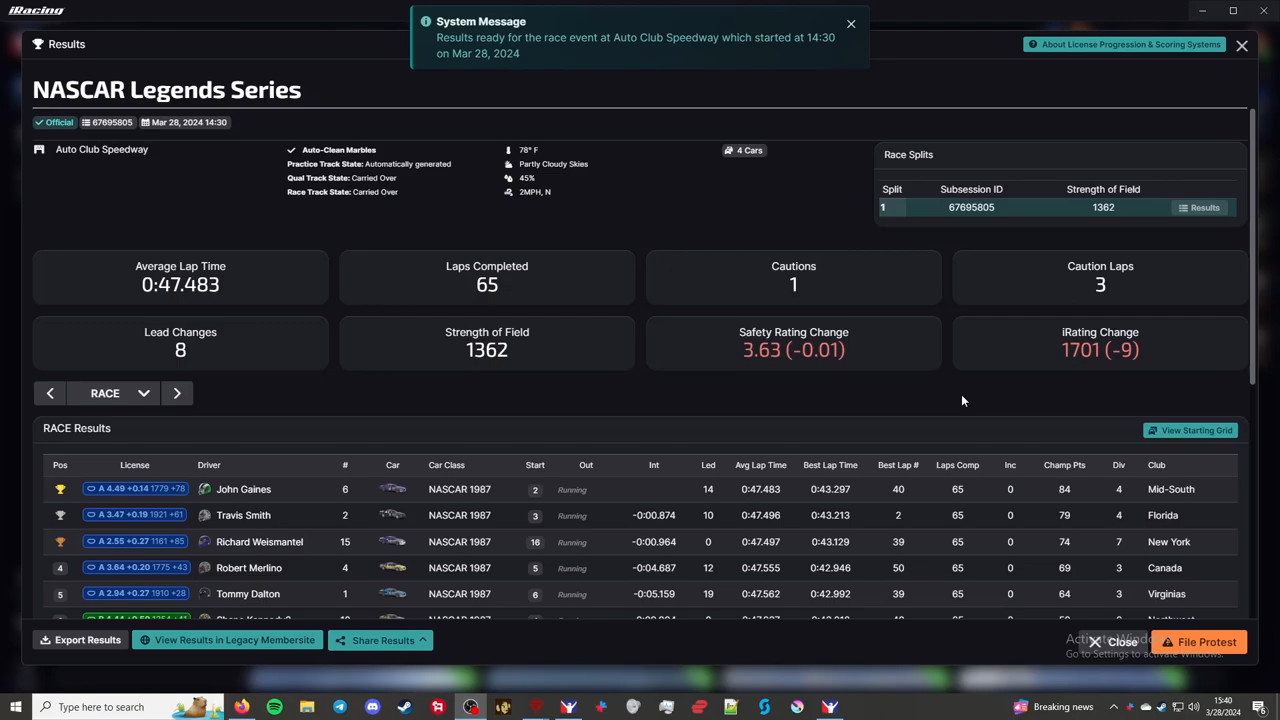 iRacing
System Message
Results ready for the race event at Auto Club Speedway which started at 14:30
on Mar 28, 2024
Results
About License Progression & Scoring Systems
NASCAR Legends Series
Official 67695805 Mar 28, 2024 14:30
Auto Club Speedway
Auto-Clean Marbles
Practice Track State: Automatically generated
Qual Track State: Carried Over
Race Track State: Carried Over
78° F
Partly Cloudy Skies
45%
2MPH, N
4 Cars
Race Splits
Split Subsession ID Strength of Field
1 67695805 1362 Results
Average Lap Time Laps Completed Cautions Caution Laps
0:47.483 65 1 3
Lead Changes Strength of Field Safety Rating Change iRating Change
8 1362 3.63 (-0.01) 1701 (-9)
RACE
RACE Results View Starting Grid
Pos License Driver # Car Car Class Start Out Int Led Avg Lap Time Best Lap Time Best Lap # Laps Comp Inc Champ Pts Div Club
A 4.49 +0.14 1779 +78 John Gaines 6 NASCAR 1987 2 Running 14 0:47.483 0:43.297 40 65 0 84 4 Mid-South
A 3.47 +0.19 1921 +61 Travis Smith 2 NASCAR 1987 3 Running -0:00.874 10 0:47.496 0:43.213 2 65 0 79 4 Florida
A 2.55 +0.27 1161 +85 Richard Weismantel 15 NASCAR 1987 16 Running -0:00.964 0 0:47.497 0:43.129 39 65 0 74 7 New York
4 A 3.64 +0.20 1775 +43 Robert Merlino 4 NASCAR 1987 5 Running -0:04.687 12 0:47.555 0:42.946 50 65 0 69 3 Canada
5 A 2.94 +0.27 1910 +28 Tommy Dalton 1 NASCAR 1987 6 Running -0:05.159 19 0:47.562 0:42.992 39 65 0 64 3 Virginias
Export Results View Results in Legacy Membersite Share Results Close File Protest
Activate Windows
Go to Settings to activate Windows.
Type here to search
Breaking news
15:40
3/28/2024